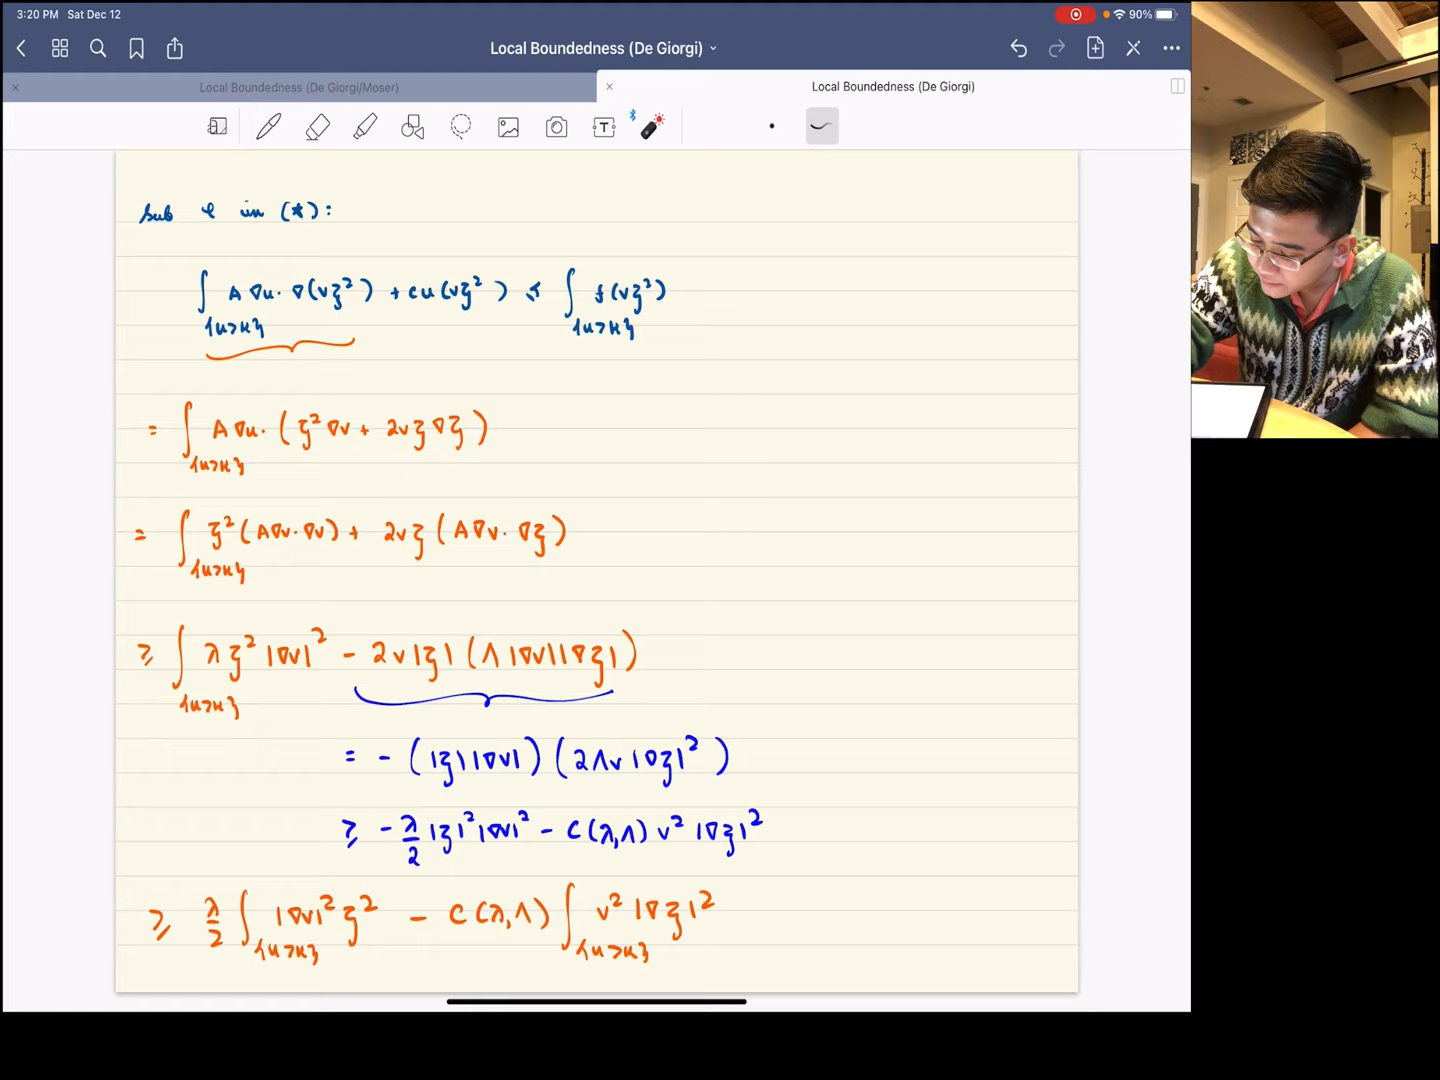 3:20 PM Sat Dec 12
90%
Local Boundedness (De Giorgi)
Local Boundedness (De Giorgi/Moser)
Local Boundedness (De Giorgi)
Sub φ in (*):
∫_{u>k} A∇u·∇(vζ²) + cu(vζ²) ≤ ∫_{u>k} f(vζ²)
= ∫_{u>k} A∇u·(ζ²∇v + 2vζ∇ζ)
= ∫_{u>k} ζ²(A∇v·∇v) + 2vζ(A∇v·∇ζ)
≥ ∫_{u>k} λζ²|∇v|² - 2v|ζ|(Λ|∇v||∇ζ|)
= -(|ζ||∇v|)(2Λv|∇ζ|²)
≥ -λ/2 |ζ|²|∇v|² - C(λ,Λ) v²|∇ζ|²
≥ λ/2 ∫_{u>k} |∇v|²ζ² - C(λ,Λ) ∫_{u>k} v²|∇ζ|²